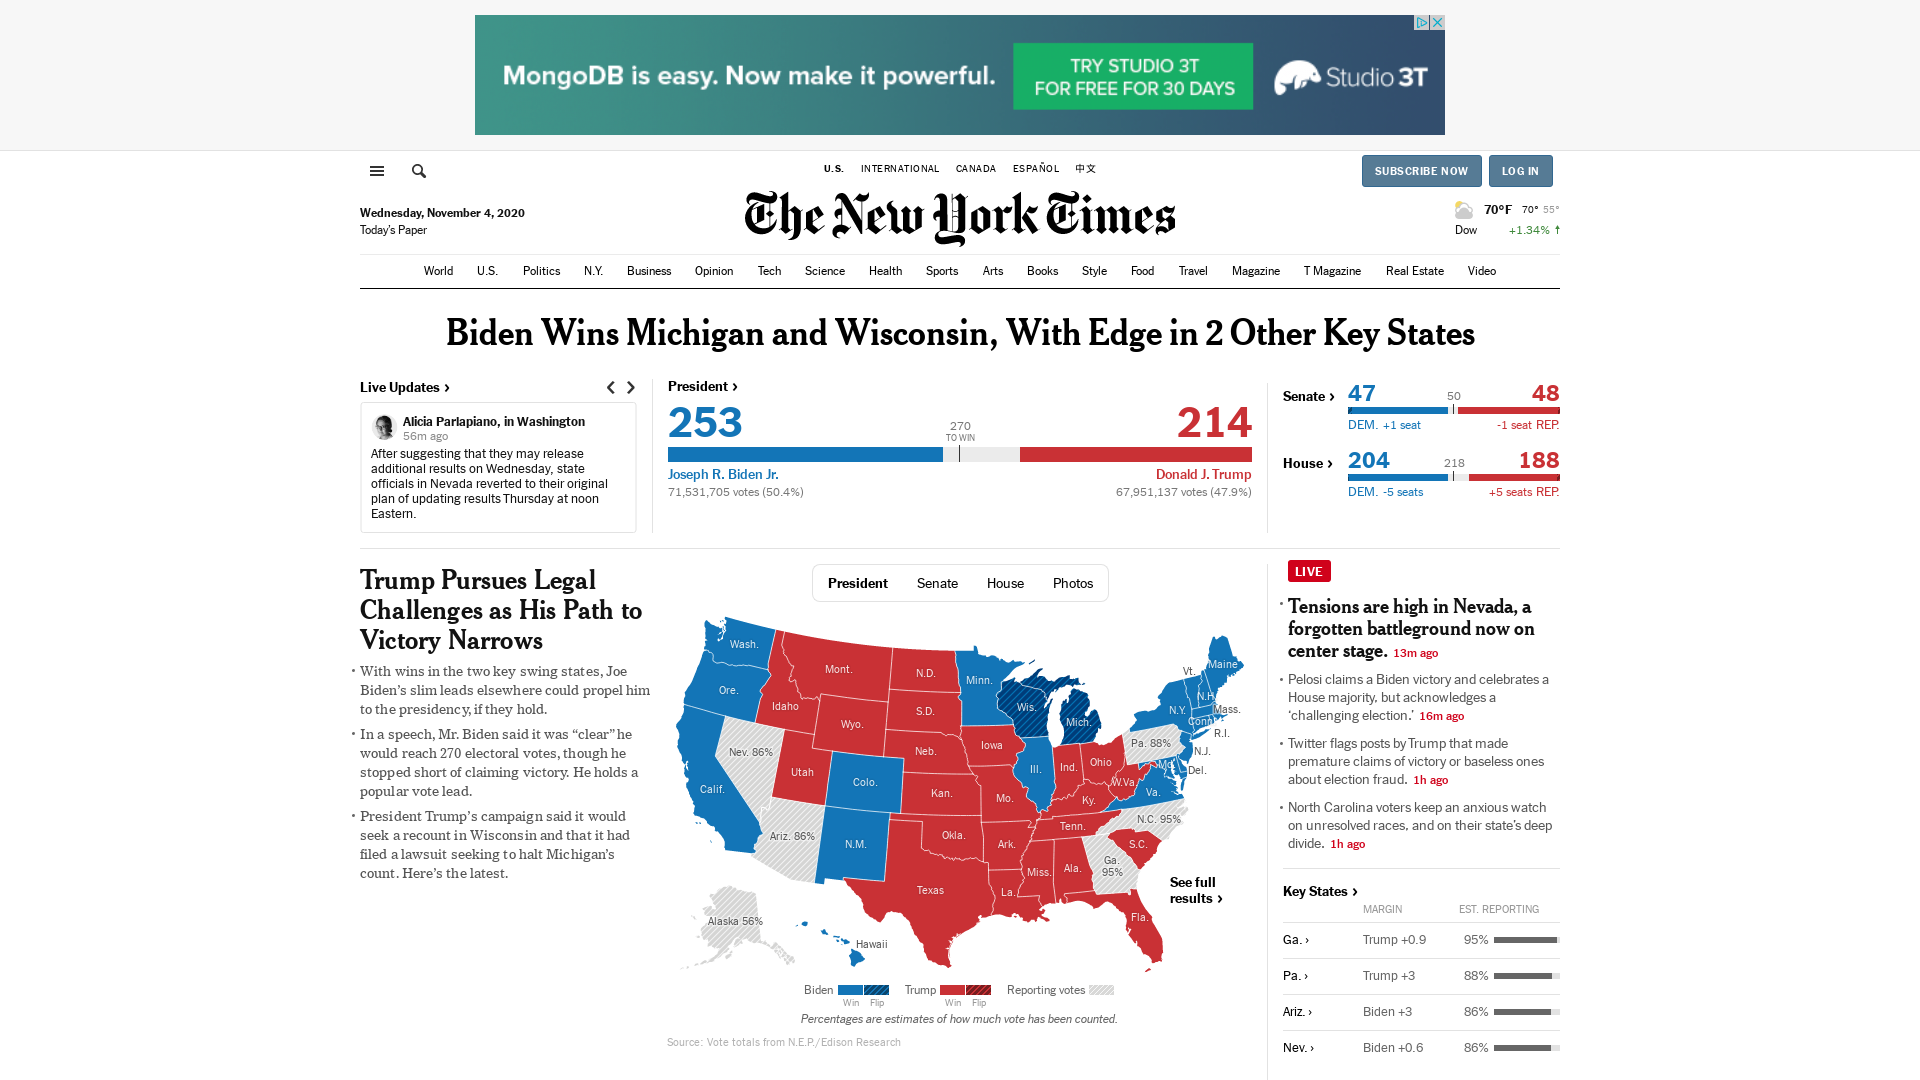 MongoDB is easy. Now make it powerful.
TRY STUDIO 3T
FOR FREE FOR 30 DAYS
Studio 3T
U.S. INTERNATIONAL CANADA ESPAÑOL 中文
SUBSCRIBE NOW LOG IN
Wednesday, November 4, 2020
Today's Paper
The New York Times
70°F 70° 55°
Dow +1.34% ↑
World U.S. Politics N.Y. Business Opinion Tech Science Health Sports Arts Books Style Food Travel Magazine T Magazine Real Estate Video
Biden Wins Michigan and Wisconsin, With Edge in 2 Other Key States
Live Updates ›
Alicia Parlapiano, in Washington
56m ago
After suggesting that they may release
additional results on Wednesday, state
officials in Nevada reverted to their original
plan of updating results Thursday at noon
Eastern.
President ›
253 214
270
TO WIN
Joseph R. Biden Jr. Donald J. Trump
71,531,705 votes (50.4%) 67,951,137 votes (47.9%)
Senate › 47 50 48
DEM. +1 seat -1 seat REP.
House › 204 218 188
DEM. -5 seats +5 seats REP.
Trump Pursues Legal
Challenges as His Path to
Victory Narrows
• With wins in the two key swing states, Joe
Biden's slim leads elsewhere could propel him
to the presidency, if they hold.
• In a speech, Mr. Biden said it was “clear” he
would reach 270 electoral votes, though he
stopped short of claiming victory. He holds a
popular vote lead.
• President Trump's campaign said it would
seek a recount in Wisconsin and that it had
filed a lawsuit seeking to halt Michigan's
count. Here's the latest.
President Senate House Photos
Wash.
Mont.
N.D.
Minn.
Vt.
Maine
Ore.
Idaho
S.D.
Wis.
N.H.
Wyo.
Mich.
N.Y.
Mass.
Conn.
R.I.
Nev. 86%
Neb.
Iowa
Pa. 88%
N.J.
Utah
Colo.
Ill.
Ind.
Ohio
Md.
Del.
Calif.
Kan.
Mo.
W.Va.
Ky.
Va.
Ariz. 86%
N.M.
Okla.
Ark.
Tenn.
N.C. 95%
S.C.
Texas
La.
Miss.
Ala.
Ga.
95%
Fla.
Alaska 56%
Hawaii
See full
results ›
Biden Trump Reporting votes
Win Flip Win Flip
Percentages are estimates of how much vote has been counted.
Source: Vote totals from N.E.P./Edison Research
LIVE
• Tensions are high in Nevada, a
forgotten battleground now on
center stage. 13m ago
• Pelosi claims a Biden victory and celebrates a
House majority, but acknowledges a
‘challenging election.’ 16m ago
• Twitter flags posts by Trump that made
premature claims of victory or baseless ones
about election fraud. 1h ago
• North Carolina voters keep an anxious watch
on unresolved races, and on their state's deep
divide. 1h ago
Key States ›
MARGIN EST. REPORTING
Ga. › Trump +0.9 95%
Pa. › Trump +3 88%
Ariz. › Biden +3 86%
Nev. › Biden +0.6 86%